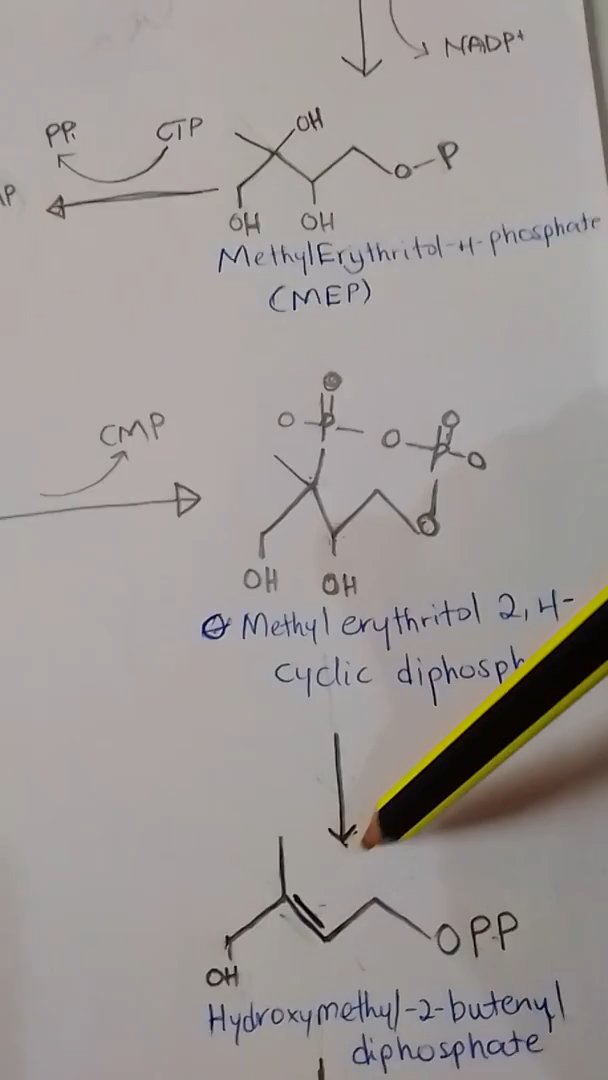 NADP+
PPi
CTP
OH
O-P
P
OH
OH
MethylErythritol-4-phosphate
(MEP)
O
O
P
O
O
P
O
CMP
O
OH
OH
Methyl erythritol 2,4-
cyclic diphosph
OPP
OH
Hydroxymethyl-2-butenyl
diphosphate